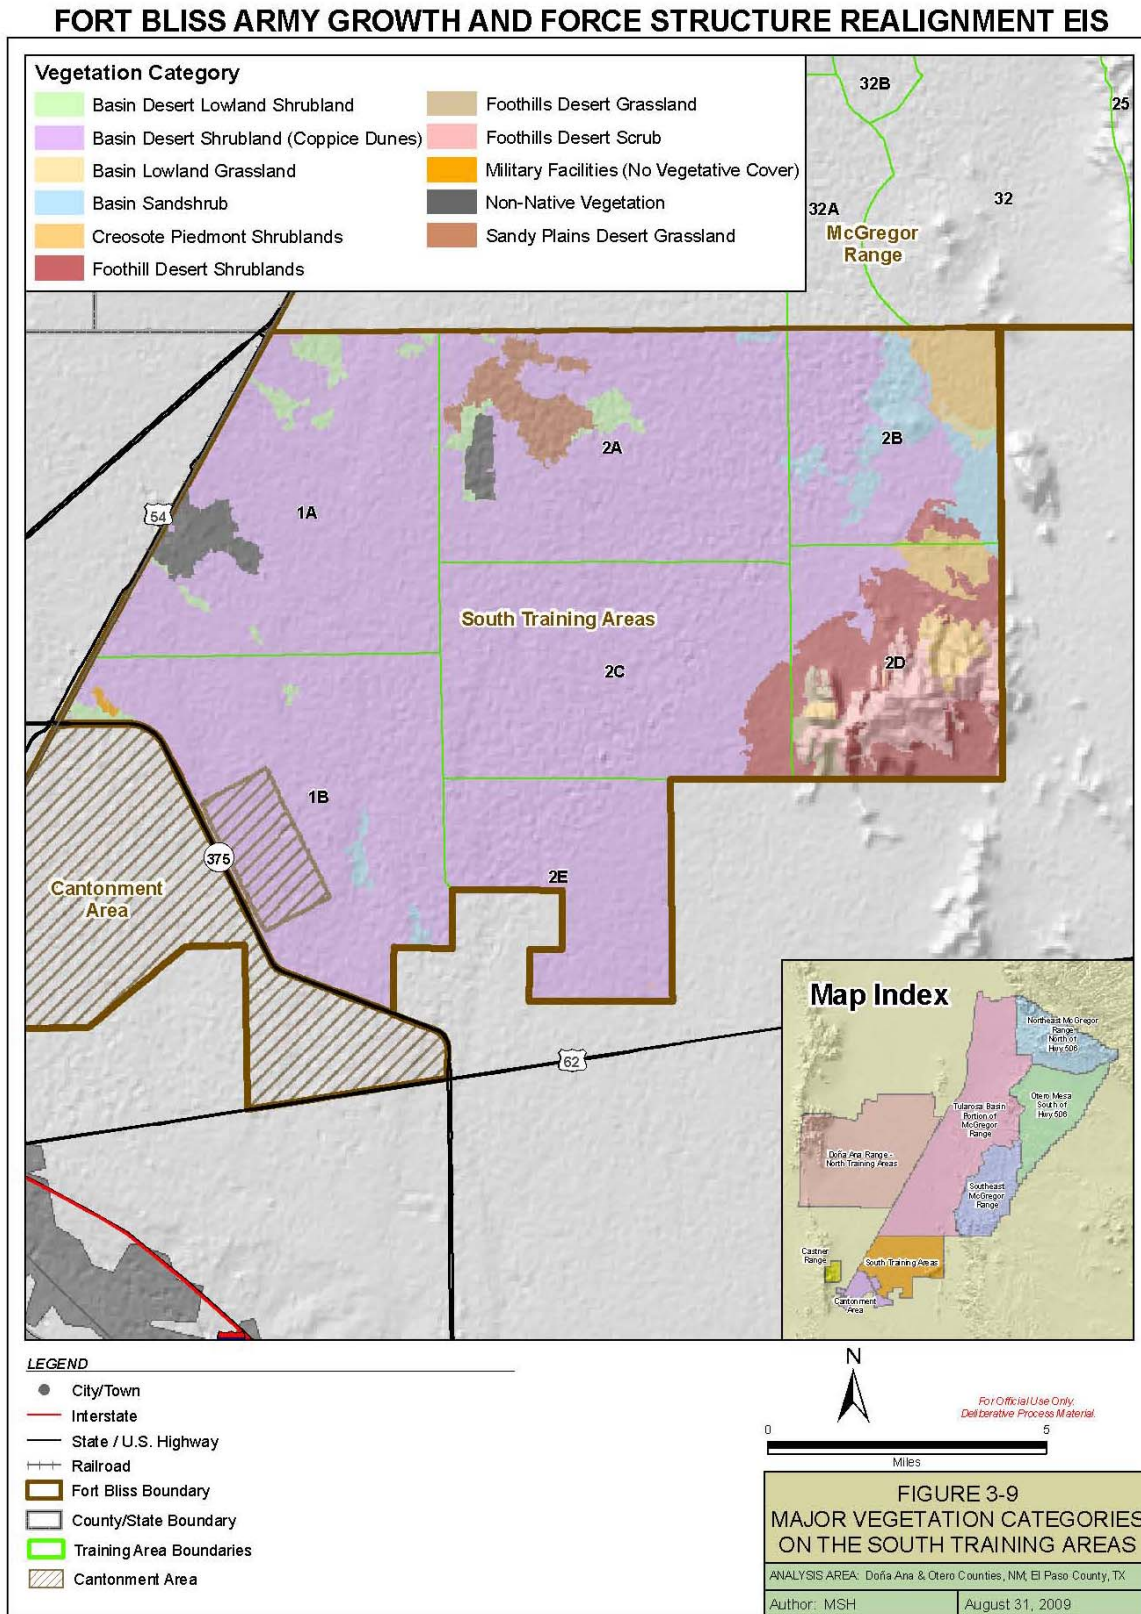 FORT BLISS ARMY GROWTH AND FORCE STRUCTURE REALIGNMENT EIS
Vegetation Category
Basin Desert Lowland Shrubland
Basin Desert Shrubland (Coppice Dunes)
Basin Lowland Grassland
Basin Sandshrub
Creosote Piedmont Shrublands
Foothill Desert Shrublands
Foothills Desert Grassland
Foothills Desert Scrub
Military Facilities (No Vegetative Cover)
Non-Native Vegetation
Sandy Plains Desert Grassland
32B
25
32A
32
McGregor
Range
2B
2A
54
1A
South Training Areas
2C
2D
1B
375
2E
Cantonment
Area
62
Map Index
Northeast McGregor
Range-
North of
Hwy 506
Otero Mesa
South of
Hwy 506
Tularosa Basin
Portion of
McGregor
Range
Doña Ana Range -
North Training Areas
Southeast
McGregor
Range
Castner
Range
South Training Areas
Cantonment
Area
LEGEND
City/Town
Interstate
State / U.S. Highway
Railroad
Fort Bliss Boundary
County/State Boundary
Training Area Boundaries
Cantonment Area
N
For Official Use Only.
Deliberative Process Material.
0
5
Miles
FIGURE 3-9
MAJOR VEGETATION CATEGORIES
ON THE SOUTH TRAINING AREAS
ANALYSIS AREA: Doña Ana & Otero Counties, NM, El Paso County, TX
Author: MSH
August 31, 2009